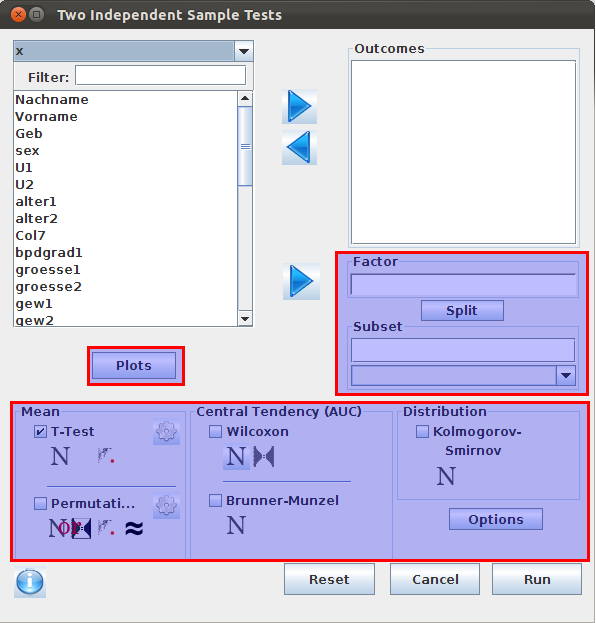 Two Independent Sample Tests
x
Filter:
Nachname
Vorname
Geb
sex
U1
U2
alter1
alter2
Col7
bpdgrad1
groesse1
groesse2
gew1
gew2
Outcomes
Factor
Split
Subset
Plots
Mean
T-Test
N
Permutati...
N or
≈
Central Tendency (AUC)
Wilcoxon
N
Brunner-Munzel
N
Distribution
Kolmogorov-
Smirnov
N
Options
Reset
Cancel
Run